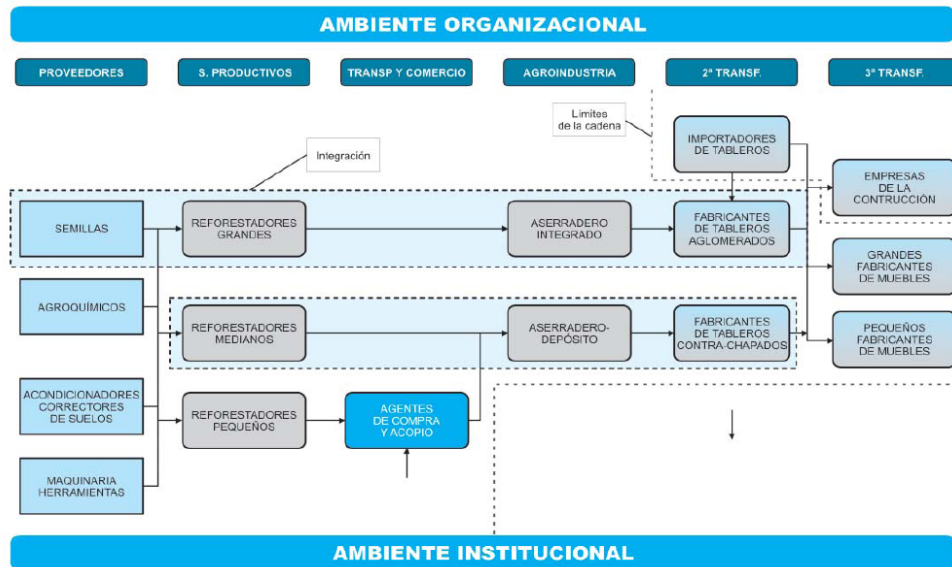 AMBIENTE ORGANIZACIONAL
PROVEEDORES
S. PRODUCTIVOS
TRANSP Y COMERCIO
AGROINDUSTRIA
2ª TRANSF.
3ª TRANSF.
Límites
de la cadena
Integración
IMPORTADORES
DE TABLEROS
EMPRESAS
DE LA
CONTRUCCIÓN
SEMILLAS
REFORESTADORES
GRANDES
ASERRADERO
INTEGRADO
FABRICANTES
DE TABLEROS
AGLOMERADOS
GRANDES
FABRICANTES
DE MUEBLES
AGROQUÍMICOS
REFORESTADORES
MEDIANOS
ASERRADERO-
DEPÓSITO
FABRICANTES
DE TABLEROS
CONTRA-CHAPADOS
PEQUEÑOS
FABRICANTES
DE MUEBLES
ACONDICIONADORES
CORRECTORES
DE SUELOS
REFORESTADORES
PEQUEÑOS
AGENTES
DE COMPRA
Y ACOPIO
MAQUINARIA
HERRAMIENTAS
AMBIENTE INSTITUCIONAL